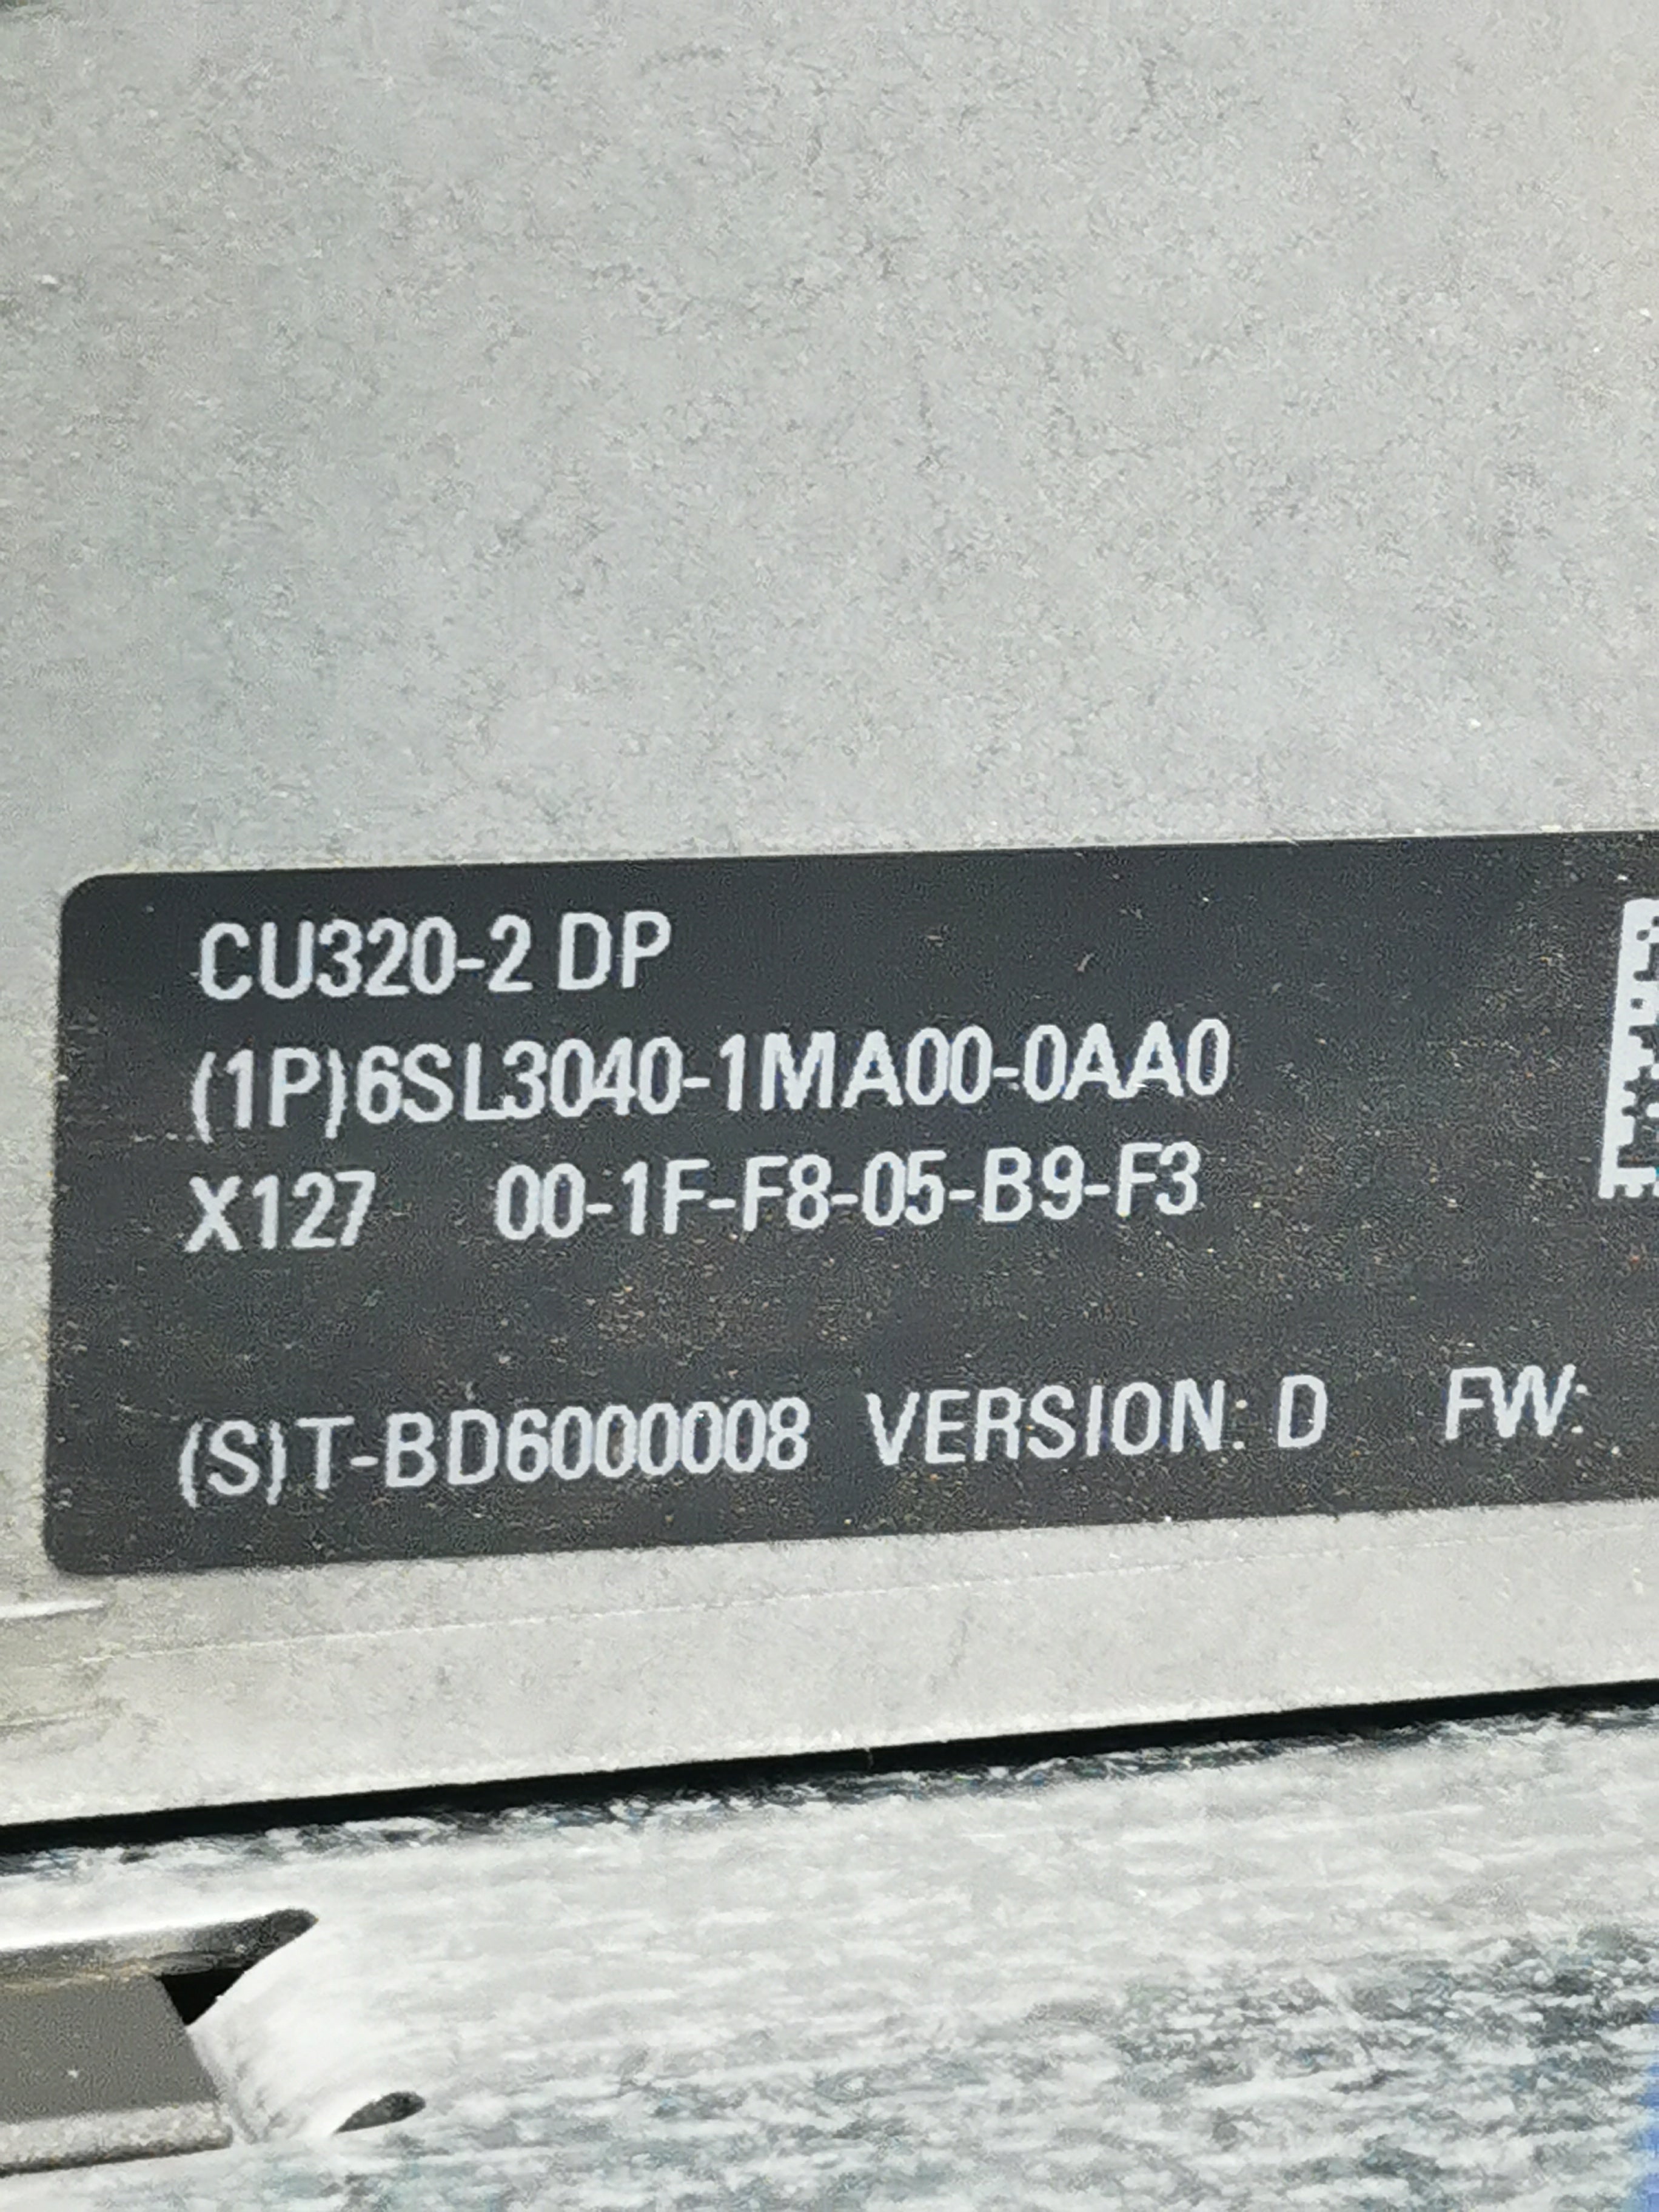 CU320-2 DP
(1P)6SL3040-1MA00-0AA0
X127 00-1F-F8-05-B9-F3
(S)T-BD6000008 VERSION: D FW: